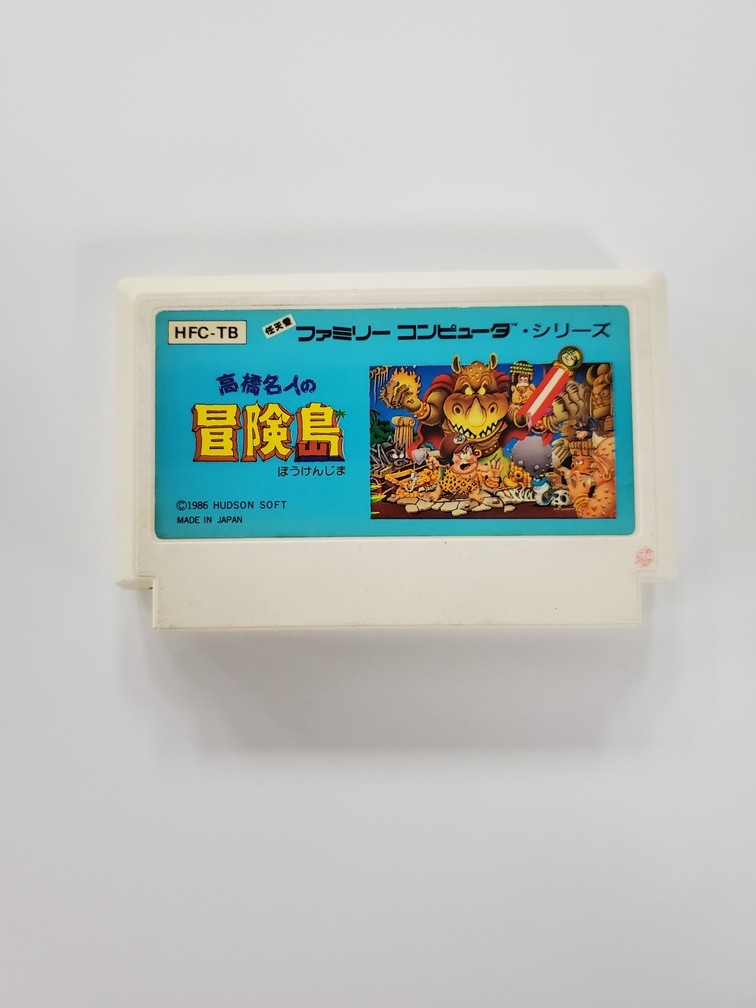 HFC-TB
任天堂 ファミリー コンピュータ™・シリーズ
高橋名人の
冒険島
ぼうけんじま
©1986 HUDSON SOFT
MADE IN JAPAN